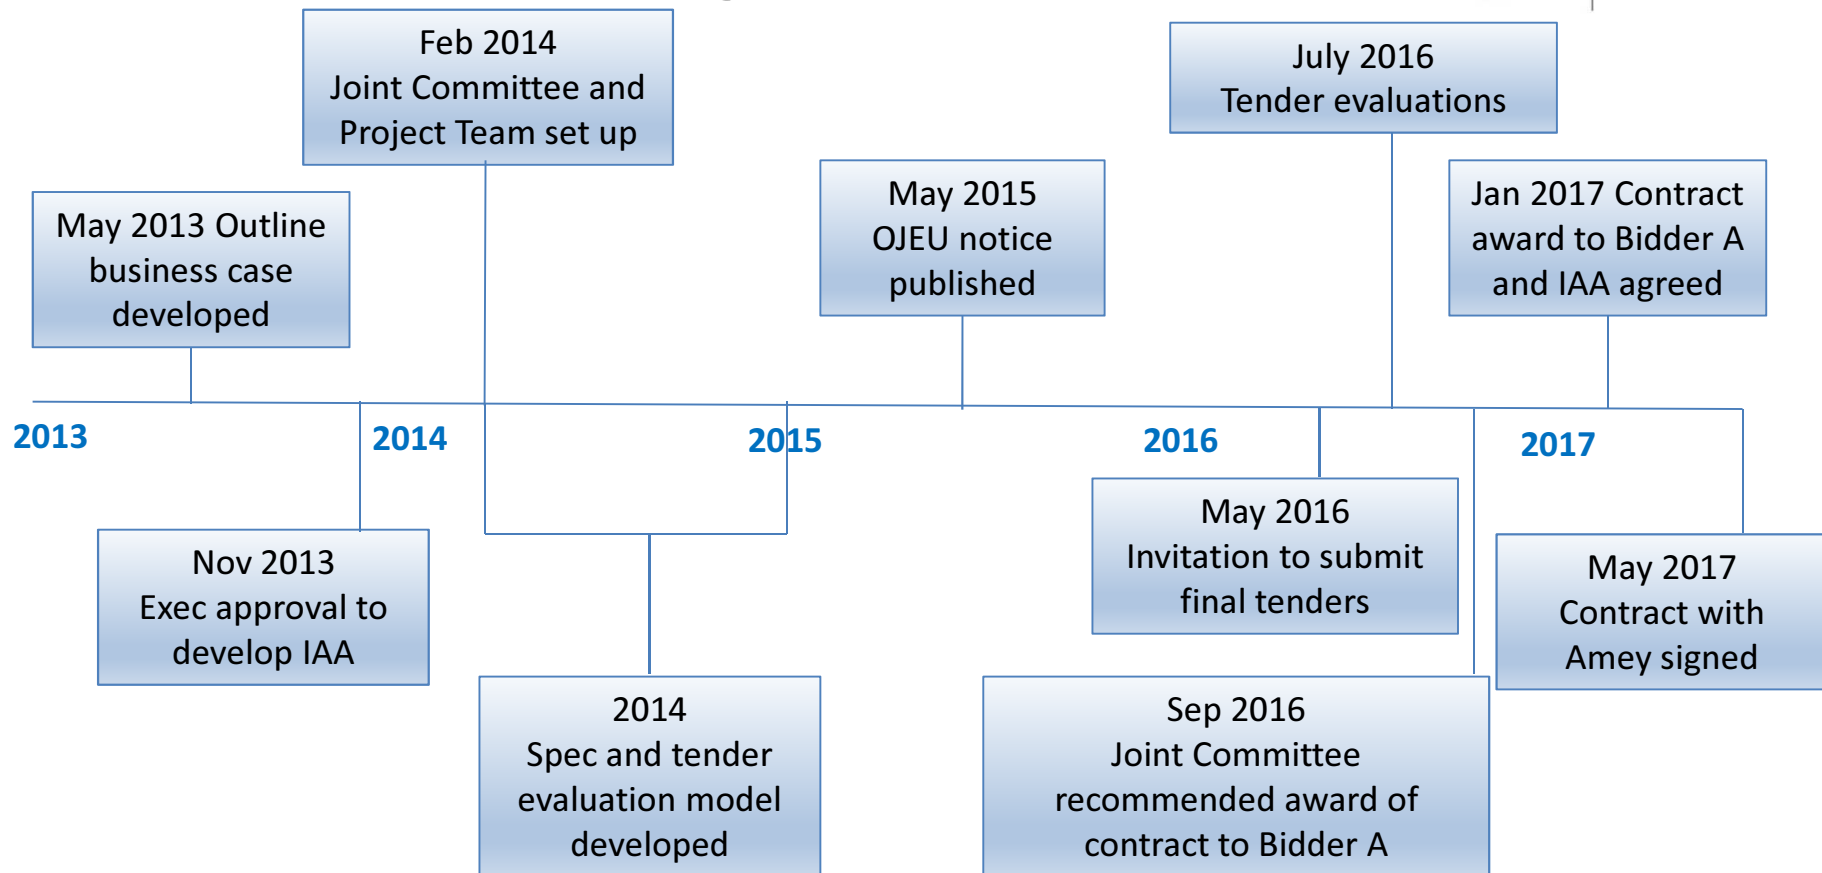 Feb 2014
Joint Committee and
Project Team set up
July 2016
Tender evaluations
May 2013 Outline
business case
developed
May 2015
OJEU notice
published
Jan 2017 Contract
award to Bidder A
and IAA agreed
2013
2014
2015
2016
2017
Nov 2013
Exec approval to
develop IAA
May 2016
Invitation to submit
final tenders
May 2017
Contract with
Amey signed
2014
Spec and tender
evaluation model
developed
Sep 2016
Joint Committee
recommended award of
contract to Bidder A